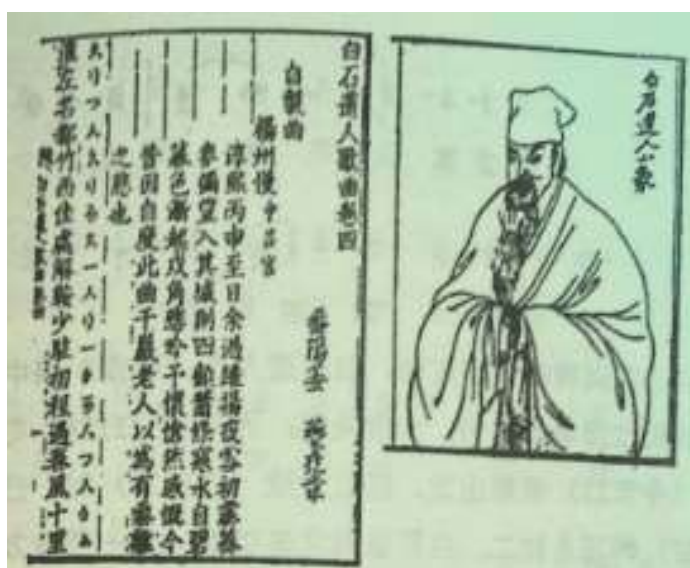 白石道人小象
白石道人歌曲卷四
番陽姜 夔堯章
自製曲
揚州慢 中呂宮
淳熙丙申至日余過維揚夜雪初霽薺
麥彌望入其城則四顧蕭條寒水自碧
暮色漸起戍角悲吟予懷愴然感慨今
昔因自度此曲千巖老人以爲有黍離
之悲也
淮左名都竹西佳處解鞍少駐初程過春風十里